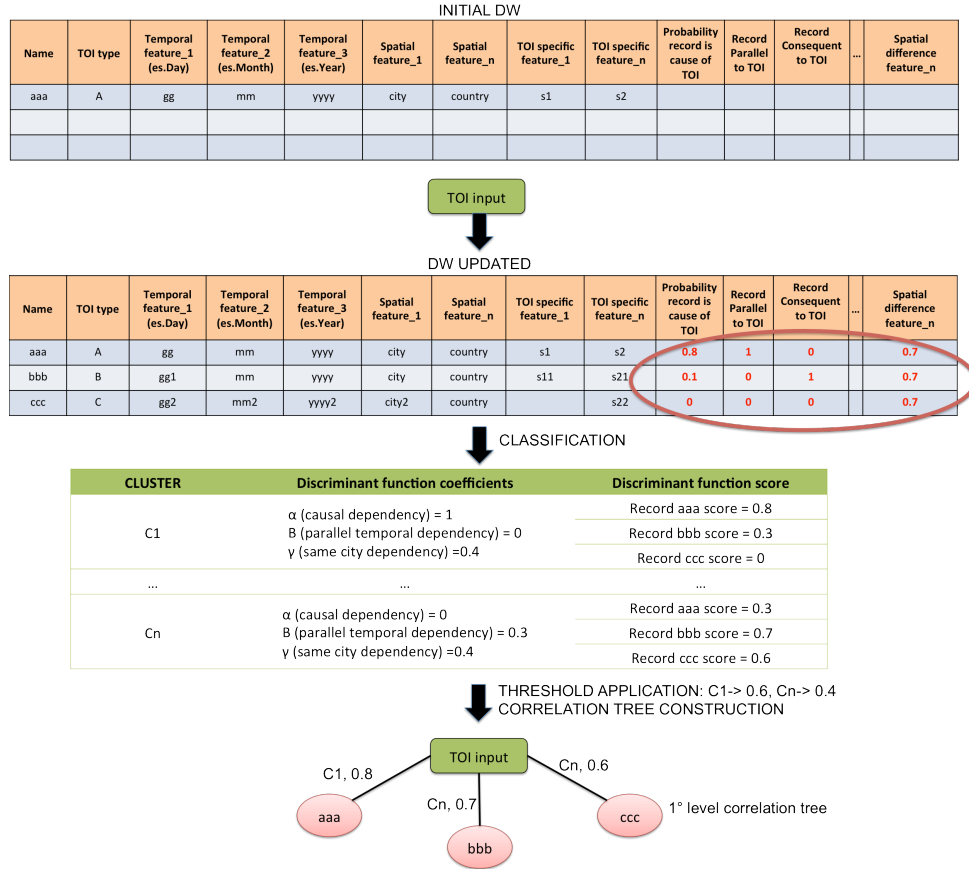 INITIAL DW
Name TOI type Temporal feature_1 (es.Day) Temporal feature_2 (es.Month) Temporal feature_3 (es.Year) Spatial feature_1 Spatial feature_n TOI specific feature_1 TOI specific feature_n Probability record is cause of TOI Record Parallel to TOI Record Consequent to TOI ... Spatial difference feature_n
aaa A gg mm yyyy city country s1 s2
TOI input
DW UPDATED
Name TOI type Temporal feature_1 (es.Day) Temporal feature_2 (es.Month) Temporal feature_3 (es.Year) Spatial feature_1 Spatial feature_n TOI specific feature_1 TOI specific feature_n Probability record is cause of TOI Record Parallel to TOI Record Consequent to TOI ... Spatial difference feature_n
aaa A gg mm yyyy city country s1 s2 0.8 1 0 0.7
bbb B gg1 mm yyyy city country s11 s21 0.1 0 1 0.7
ccc C gg2 mm2 yyyy2 city2 country s22 0 0 0 0.7
CLASSIFICATION
CLUSTER Discriminant function coefficients Discriminant function score
C1
α (causal dependency) = 1
B (parallel temporal dependency) = 0
γ (same city dependency) =0.4
Record aaa score = 0.8
Record bbb score = 0.3
Record ccc score = 0
... ... ...
Cn
α (causal dependency) = 0
B (parallel temporal dependency) = 0.3
γ (same city dependency) =0.4
Record aaa score = 0.3
Record bbb score = 0.7
Record ccc score = 0.6
THRESHOLD APPLICATION: C1-> 0.6, Cn-> 0.4
CORRELATION TREE CONSTRUCTION
TOI input
C1, 0.8
Cn, 0.7
Cn, 0.6
aaa
bbb
ccc
1° level correlation tree